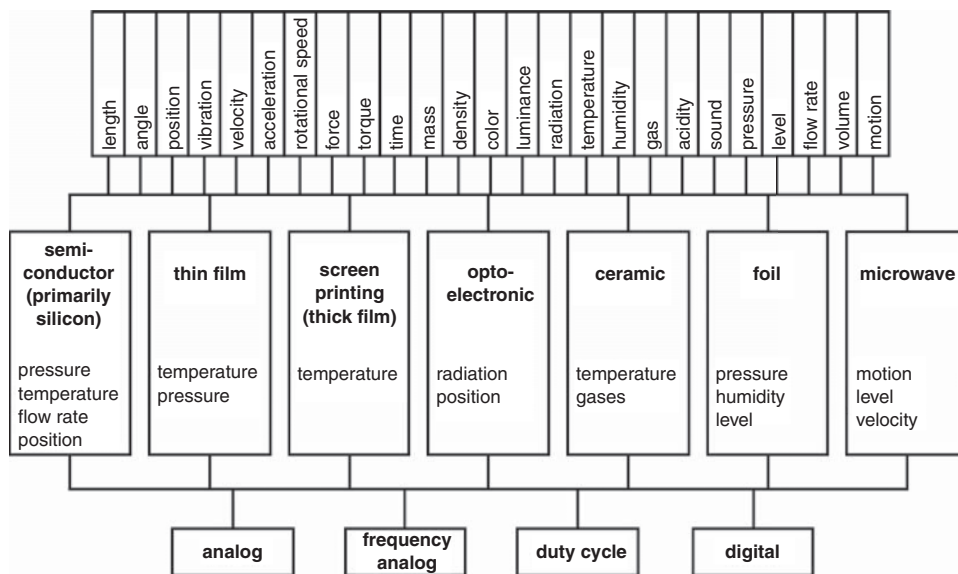 length
angle
position
vibration
velocity
acceleration
rotational speed
force
torque
time
mass
density
color
luminance
radiation
temperature
humidity
gas
acidity
sound
pressure
level
flow rate
volume
motion
semi-
conductor
(primarily
silicon)
pressure
temperature
flow rate
position
thin film
temperature
pressure
screen
printing
(thick film)
temperature
opto-
electronic
radiation
position
ceramic
temperature
gases
foil
pressure
humidity
level
microwave
motion
level
velocity
analog
frequency
analog
duty cycle
digital